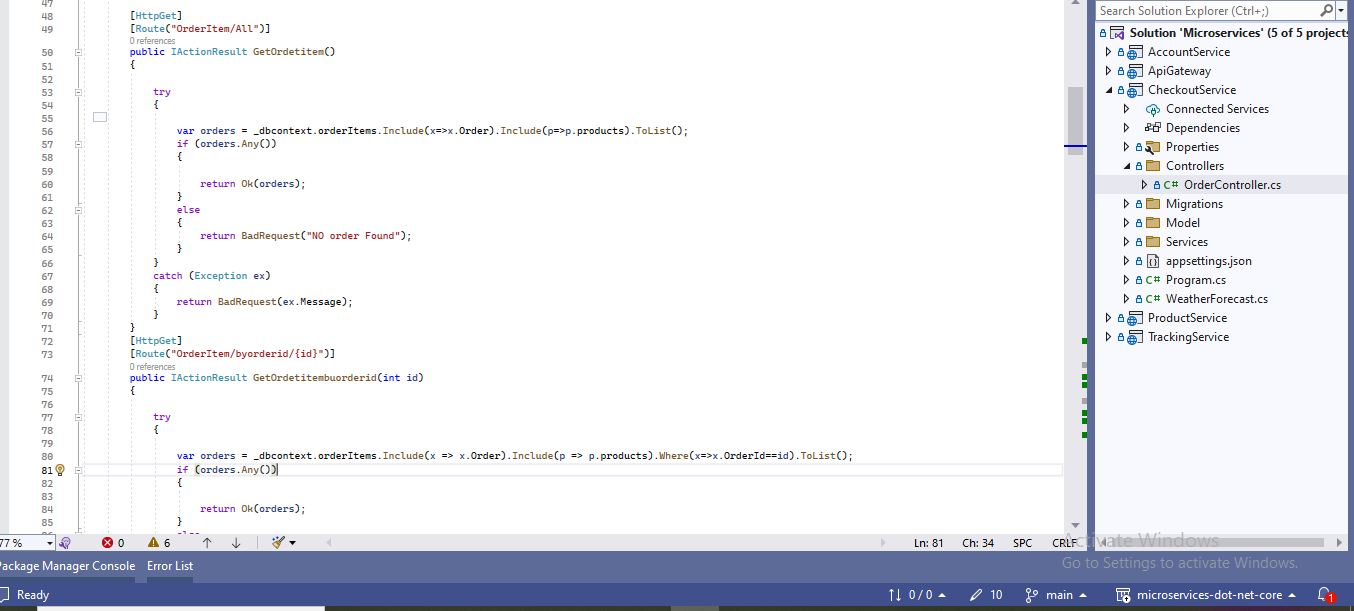 47
48 [HttpGet]
49 [Route("OrderItem/All")]
0 references
50 public IActionResult GetOrdetitem()
51 {
52
53 try
54 {
55
56 var orders = _dbcontext.orderItems.Include(x=>x.Order).Include(p=>p.products).ToList();
57 if (orders.Any())
58 {
59
60 return Ok(orders);
61 }
62 else
63 {
64 return BadRequest("NO order Found");
65 }
66 }
67 catch (Exception ex)
68 {
69 return BadRequest(ex.Message);
70 }
71 }
72 [HttpGet]
73 [Route("OrderItem/byorderid/{id}")]
0 references
74 public IActionResult GetOrdetitembuorderid(int id)
75 {
76
77 try
78 {
79
80 var orders = _dbcontext.orderItems.Include(x => x.Order).Include(p => p.products).Where(x=>x.OrderId==id).ToList();
81 if (orders.Any())
82 {
83
84 return Ok(orders);
85 }
77 % 0 6 Ln: 81 Ch: 34 SPC CRLF
Search Solution Explorer (Ctrl+;)
Solution 'Microservices' (5 of 5 projects
AccountService
ApiGateway
CheckoutService
Connected Services
Dependencies
Properties
Controllers
C# OrderController.cs
Migrations
Model
Services
appsettings.json
C# Program.cs
C# WeatherForecast.cs
ProductService
TrackingService
Activate Windows
Go to Settings to activate Windows.
Package Manager Console Error List
Ready 0 / 0 10 main microservices-dot-net-core 1